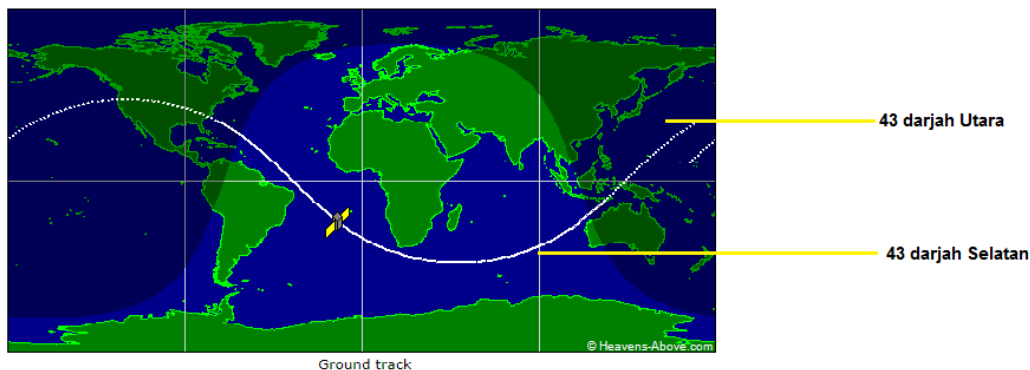 43 darjah Utara
43 darjah Selatan
© Heavens-Above.com
Ground track